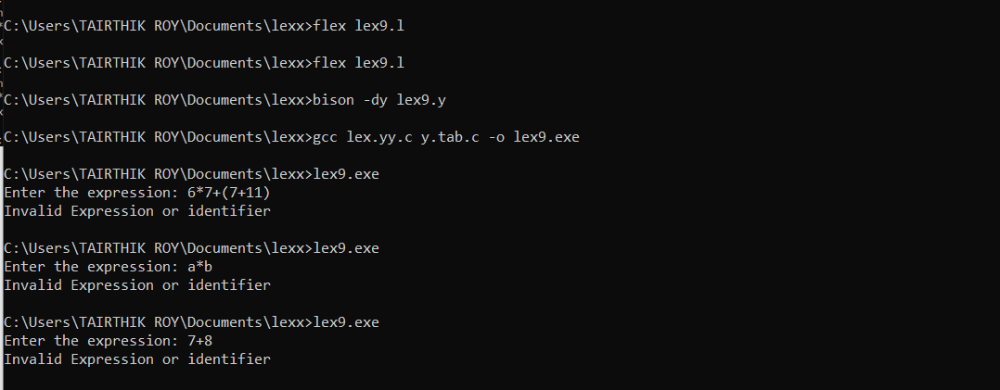 C:\Users\TAIRTHIK ROY\Documents\lexx>flex lex9.l
C:\Users\TAIRTHIK ROY\Documents\lexx>flex lex9.l
C:\Users\TAIRTHIK ROY\Documents\lexx>bison -dy lex9.y
C:\Users\TAIRTHIK ROY\Documents\lexx>gcc lex.yy.c y.tab.c -o lex9.exe
C:\Users\TAIRTHIK ROY\Documents\lexx>lex9.exe
Enter the expression: 6*7+(7+11)
Invalid Expression or identifier
C:\Users\TAIRTHIK ROY\Documents\lexx>lex9.exe
Enter the expression: a*b
Invalid Expression or identifier
C:\Users\TAIRTHIK ROY\Documents\lexx>lex9.exe
Enter the expression: 7+8
Invalid Expression or identifier